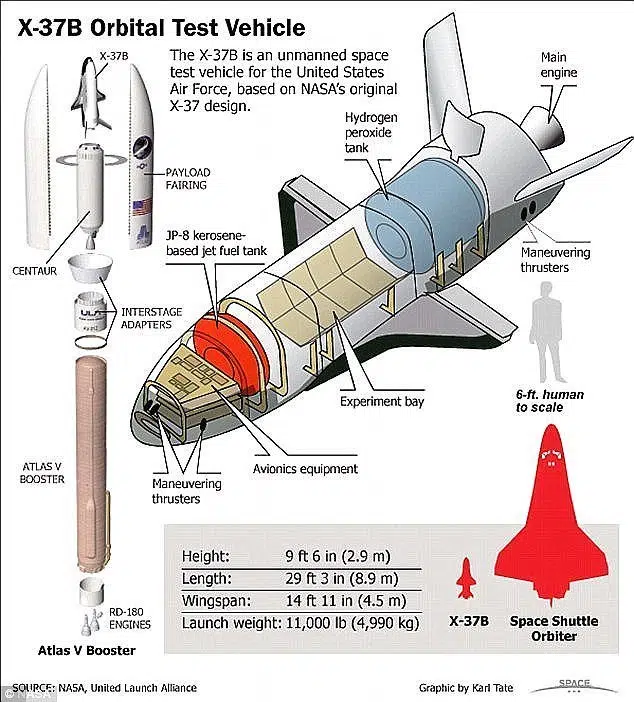 X-37B Orbital Test Vehicle
The X-37B is an unmanned space
test vehicle for the United States
Air Force, based on NASA's original
X-37 design.
X-37B
PAYLOAD
FAIRING
CENTAUR
INTERSTAGE
ADAPTERS
ULA
ATLAS V
BOOSTER
RD-180
ENGINES
Atlas V Booster
Main
engine
Hydrogen
peroxide
tank
JP-8 kerosene-
based jet fuel tank
Maneuvering
thrusters
Experiment bay
Avionics equipment
Maneuvering
thrusters
6-ft. human
to scale
Height: 9 ft 6 in (2.9 m)
Length: 29 ft 3 in (8.9 m)
Wingspan: 14 ft 11 in (4.5 m)
Launch weight: 11,000 lb (4,990 kg)
X-37B
Space Shuttle
Orbiter
SOURCE: NASA, United Launch Alliance
Graphic by Karl Tate
SPACE
© NASA